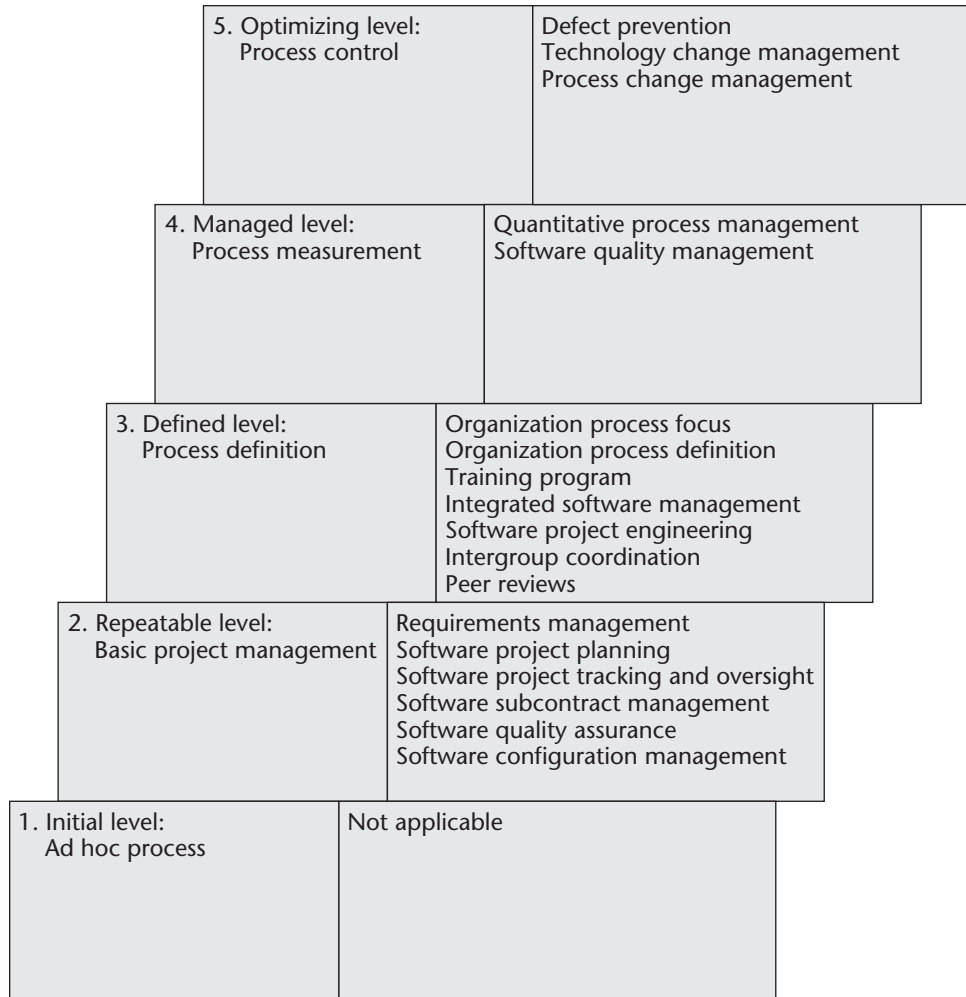 5. Optimizing level:
Process control
Defect prevention
Technology change management
Process change management
4. Managed level:
Process measurement
Quantitative process management
Software quality management
3. Defined level:
Process definition
Organization process focus
Organization process definition
Training program
Integrated software management
Software project engineering
Intergroup coordination
Peer reviews
2. Repeatable level:
Basic project management
Requirements management
Software project planning
Software project tracking and oversight
Software subcontract management
Software quality assurance
Software configuration management
1. Initial level:
Ad hoc process
Not applicable